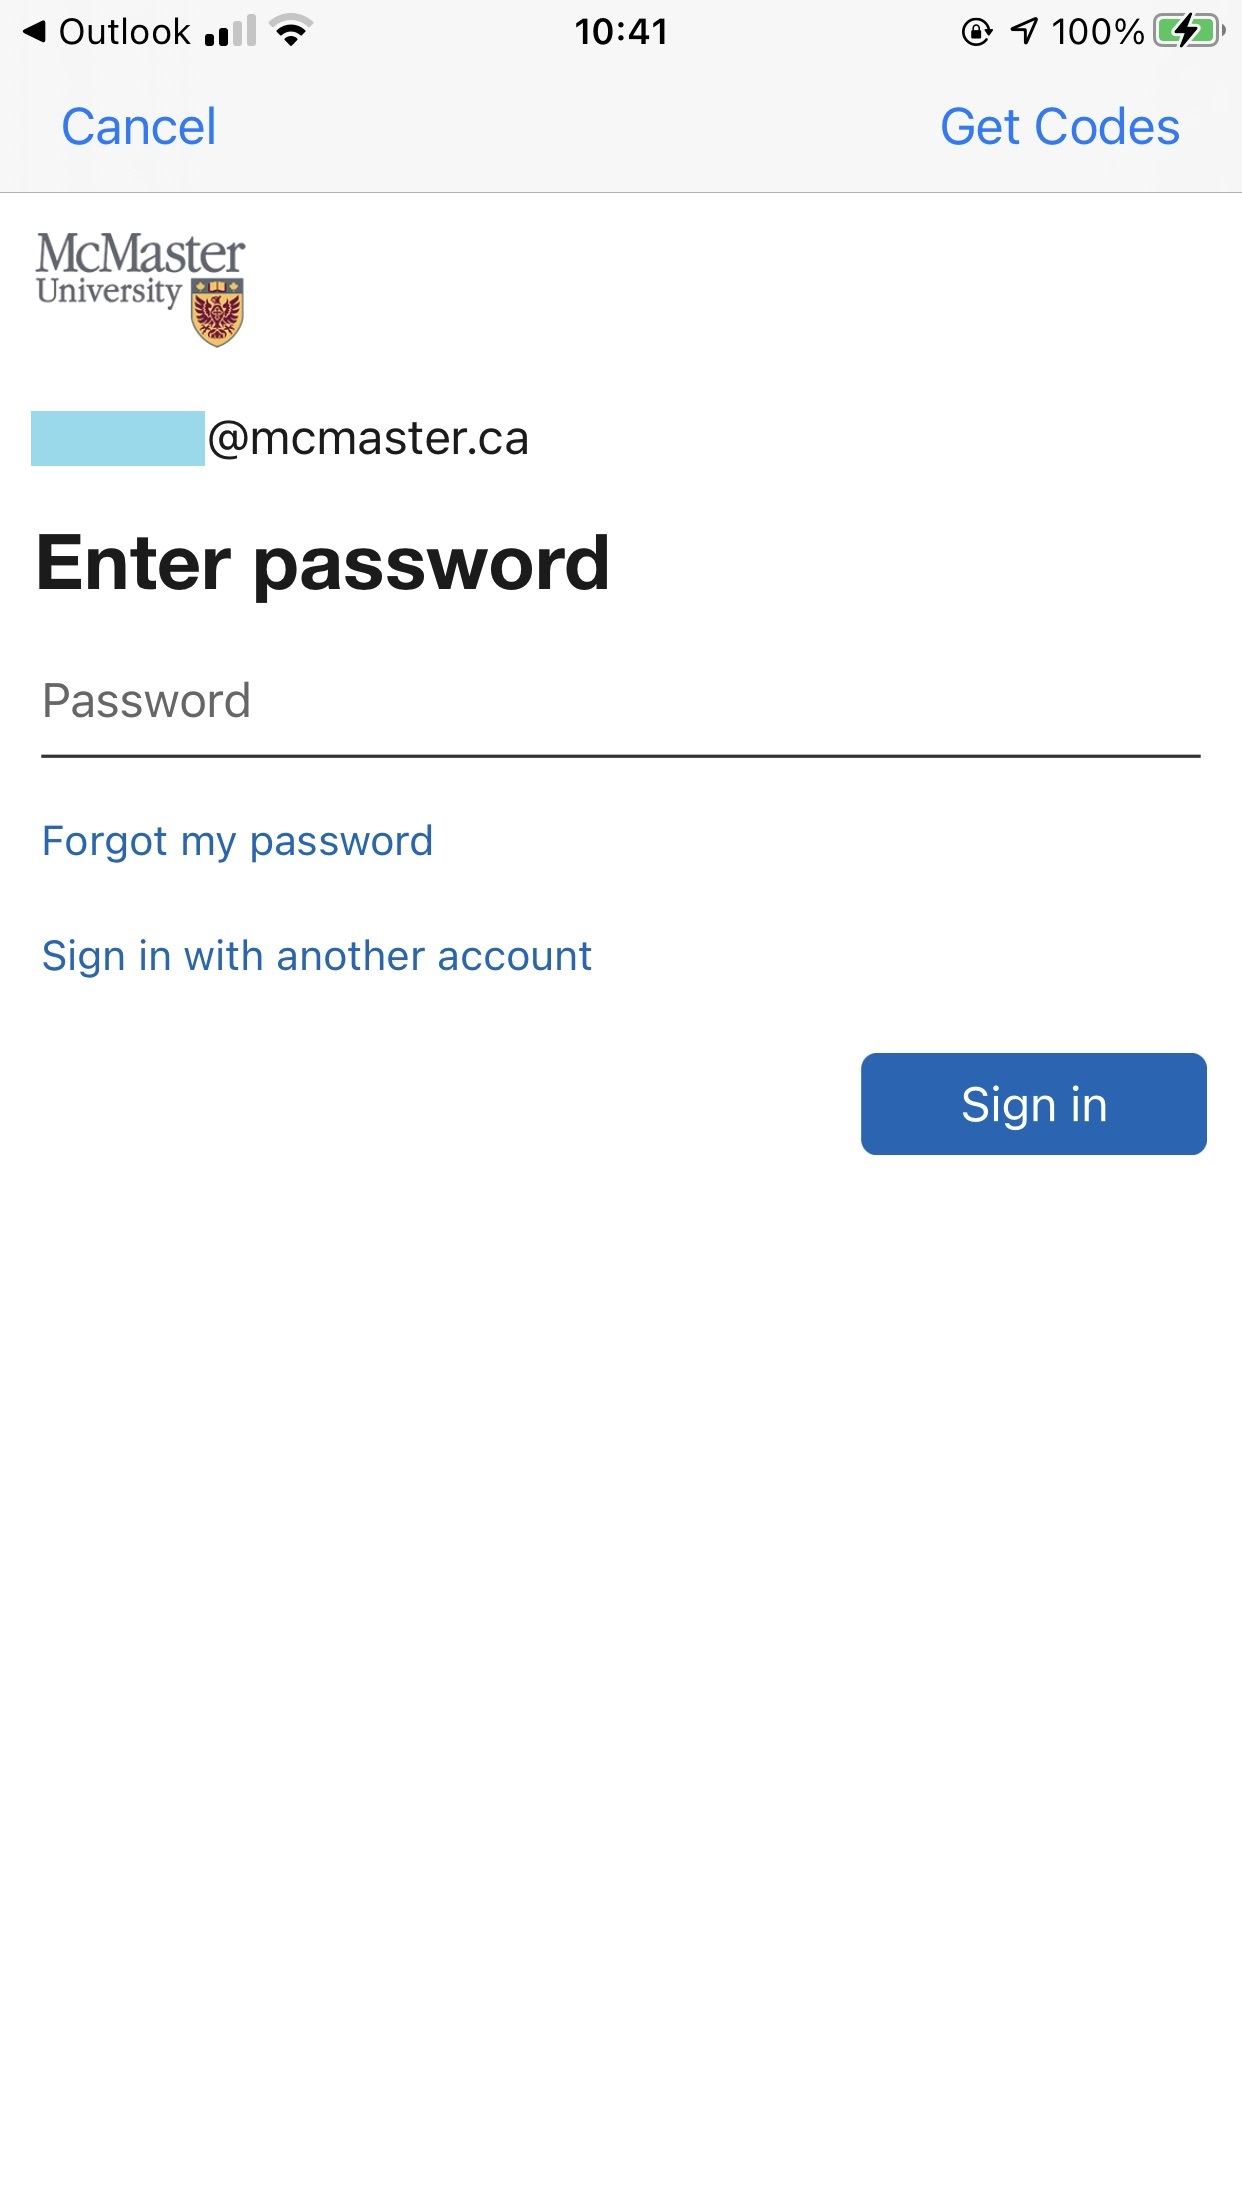 Outlook 10:41 100%
Cancel Get Codes
McMaster
University
@mcmaster.ca
Enter password
Password
Forgot my password
Sign in with another account
Sign in